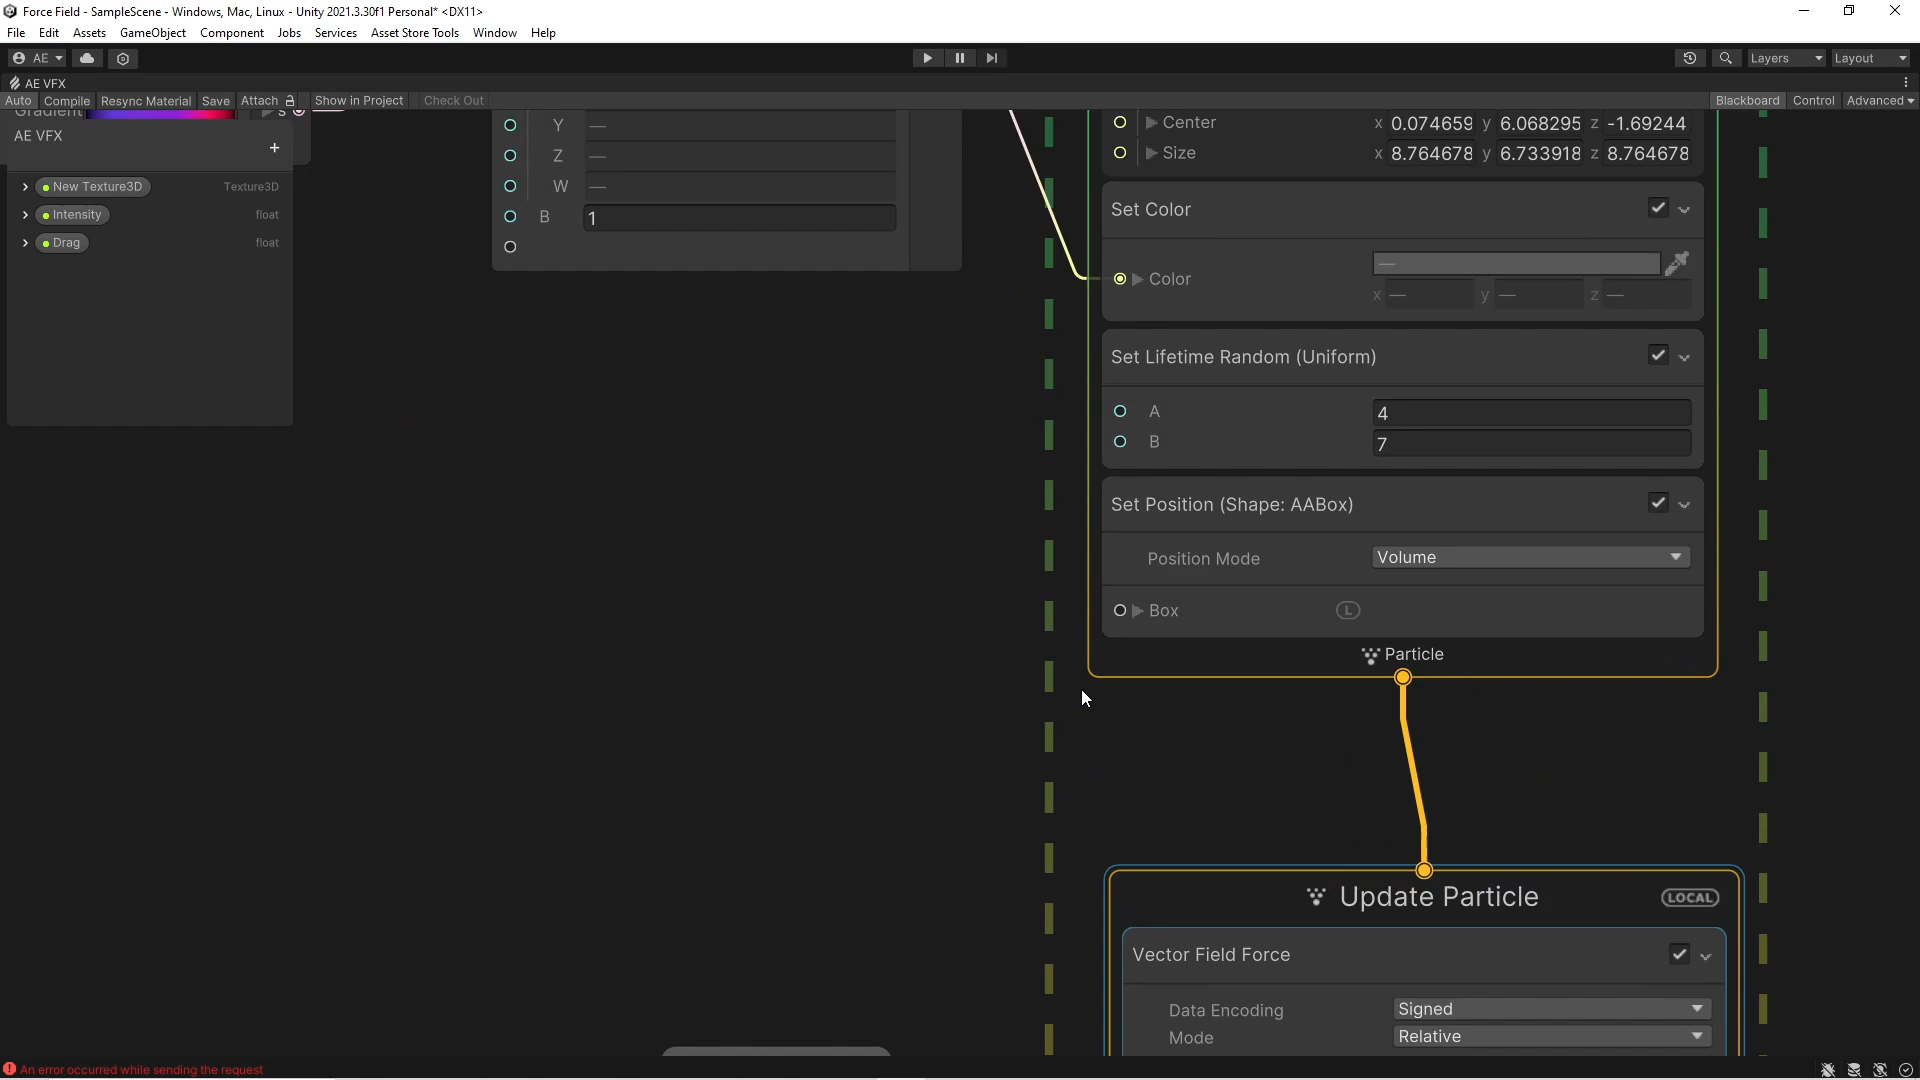 Force Field - SampleScene - Windows, Mac, Linux - Unity 2021.3.30f1 Personal* <DX11>
File Edit Assets GameObject Component Jobs Services Asset Store Tools Window Help
AE Layers Layout
AE VFX
Auto Compile Resync Material Save Attach Show in Project Check Out Blackboard Control Advanced
Gradient s
AE VFX
New Texture3D Texture3D
Intensity float
Drag float
Y —
Z —
W —
B 1
Center x 0.074659 y 6.068295 z -1.69244
Size x 8.764678 y 6.733918 z 8.764678
Set Color
Color —
x — y — z —
Set Lifetime Random (Uniform)
A 4
B 7
Set Position (Shape: AABox)
Position Mode Volume
Box L
Particle
Update Particle LOCAL
Vector Field Force
Data Encoding Signed
Mode Relative
An error occurred while sending the request